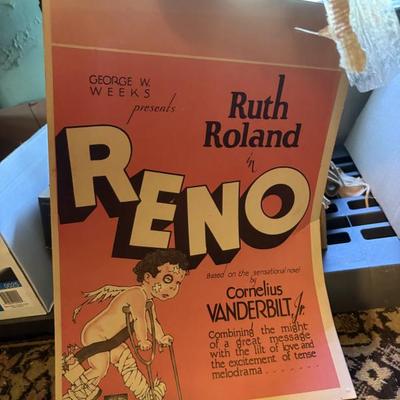 GEORGE W.
WEEKS
presents
Ruth
Roland
in
RENO
Based on the sensational novel
by
Cornelius
VANDERBILT, Jr.
Combining the might
of a great message
with the lilt of love and
the excitement of tense
melodrama........